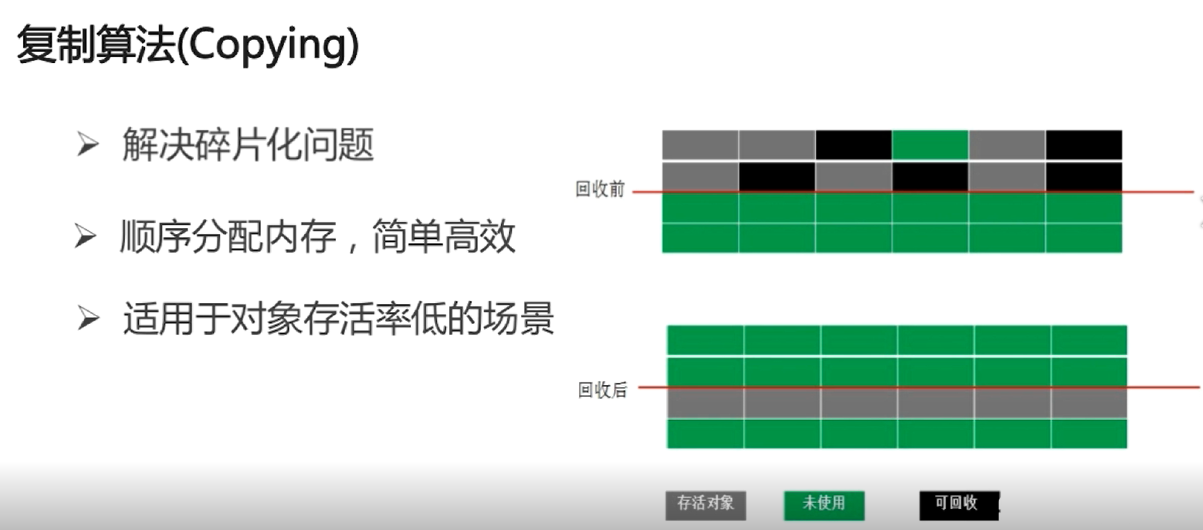 复制算法(Copying)
➢ 解决碎片化问题
➢ 顺序分配内存，简单高效
➢ 适用于对象存活率低的场景
回收前
回收后
存活对象 未使用 可回收